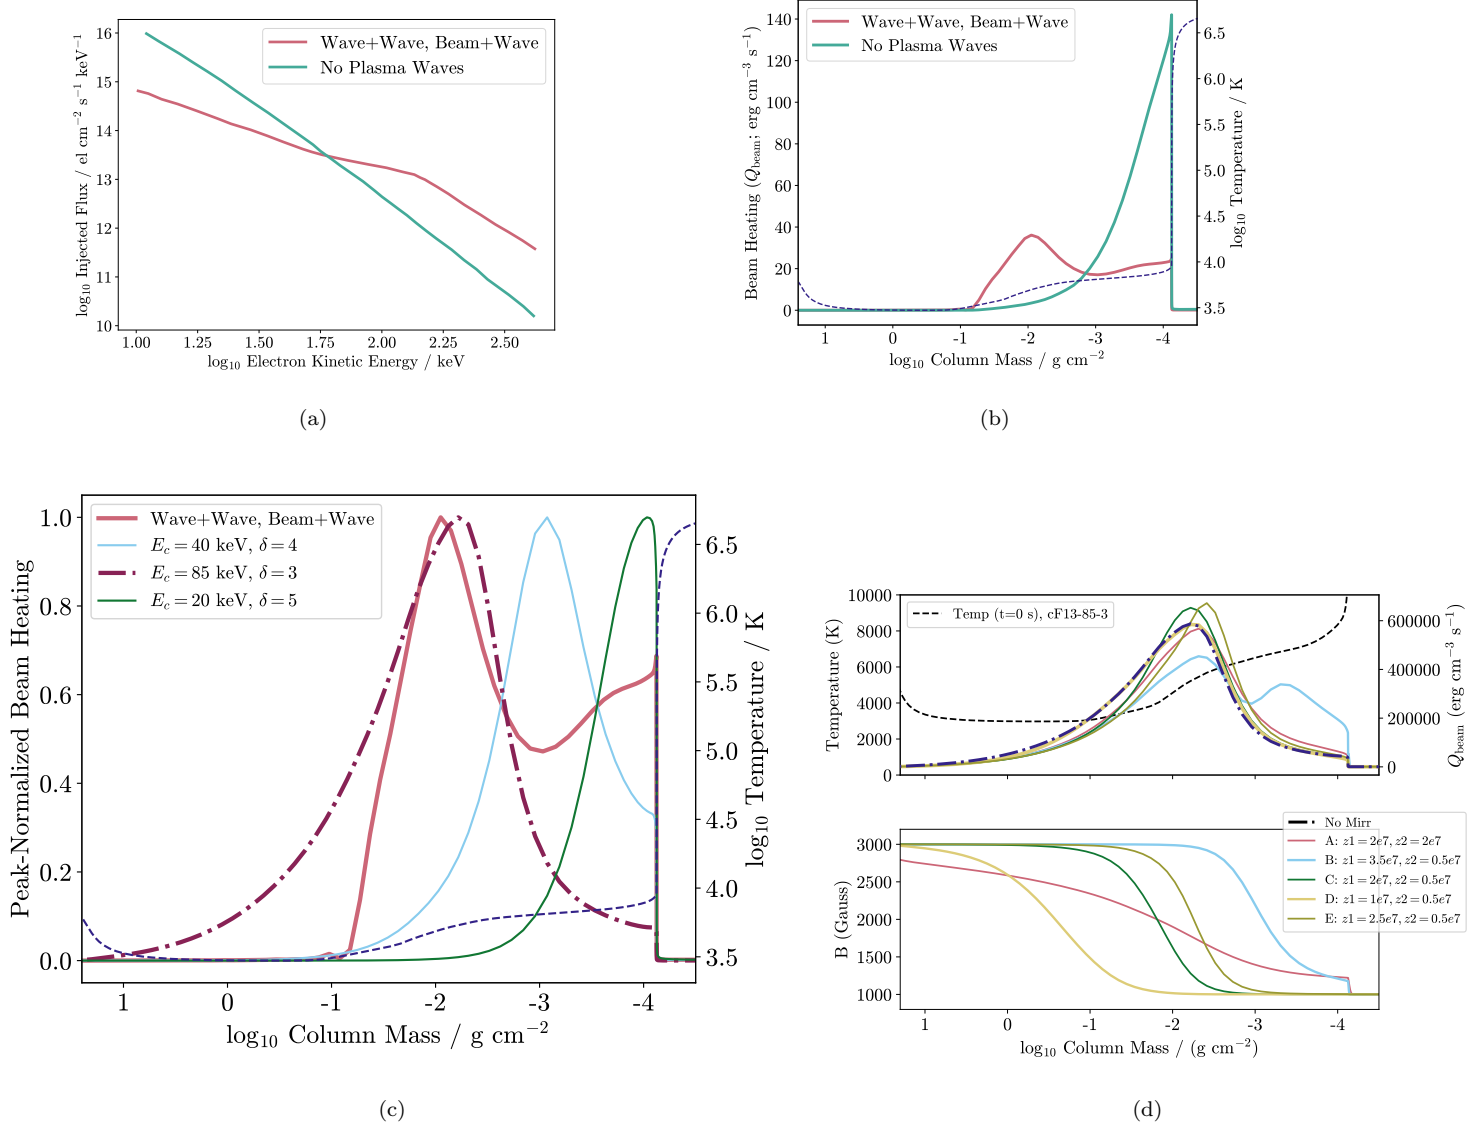 16
15
14
13
12
11
10
log₁₀ Injected Flux / el cm⁻² s⁻¹ keV⁻¹
Wave+Wave, Beam+Wave
No Plasma Waves
1.00 1.25 1.50 1.75 2.00 2.25 2.50
log₁₀ Electron Kinetic Energy / keV
(a)
140
120
100
80
60
40
20
0
Beam Heating (Q_beam; erg cm⁻³ s⁻¹)
Wave+Wave, Beam+Wave
No Plasma Waves
6.5
6.0
5.5
5.0
4.5
4.0
3.5
log₁₀ Temperature / K
1 0 -1 -2 -3 -4
log₁₀ Column Mass / g cm⁻²
(b)
1.0
0.8
0.6
0.4
0.2
0.0
Peak-Normalized Beam Heating
Wave+Wave, Beam+Wave
E_c = 40 keV, δ = 4
E_c = 85 keV, δ = 3
E_c = 20 keV, δ = 5
6.5
6.0
5.5
5.0
4.5
4.0
3.5
log₁₀ Temperature / K
1 0 -1 -2 -3 -4
log₁₀ Column Mass / g cm⁻²
(c)
10000
8000
6000
4000
2000
0
Temperature (K)
Temp (t=0 s), cF13-85-3
600000
400000
200000
0
Q_beam (erg cm⁻³ s⁻¹)
3000
2500
2000
1500
1000
B (Gauss)
No Mirr
A: z1 = 2e7, z2 = 2e7
B: z1 = 3.5e7, z2 = 0.5e7
C: z1 = 2e7, z2 = 0.5e7
D: z1 = 1e7, z2 = 0.5e7
E: z1 = 2.5e7, z2 = 0.5e7
1 0 -1 -2 -3 -4
log₁₀ Column Mass / (g cm⁻²)
(d)